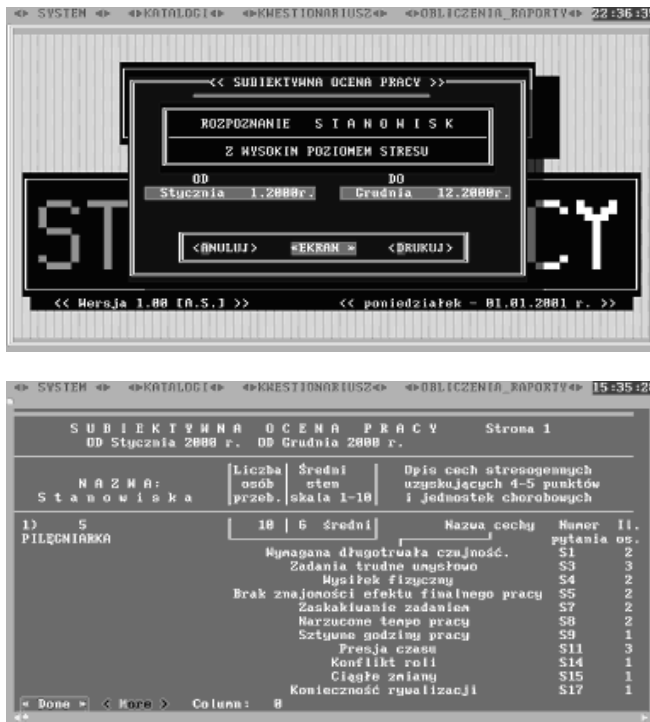 <> SYSTEM <> <>KATALOGI<> <>KWESTIONARIUSZ<> <>OBLICZENIA_RAPORTY<> 22:36:3
<< SUBIEKTYWNA OCENA PRACY >>
ROZPOZNANIE S T A N O W I S K
Z WYSOKIM POZIOMEM STRESU
OD DO
Stycznia 1.2000r. Grudnia 12.2000r.
ST CY
<ANULUJ> «EKRAN » <DRUKUJ>
<< Wersja 1.00 [A.S.] >> << poniedziałek - 01.01.2001 r. >>
<> SYSTEM <> <>KATALOGI<> <>KWESTIONARIUSZ<> <>OBLICZENIA_RAPORTY<> 15:35:2
S U B I E K T Y W N A O C E N A P R A C Y Strona 1
OD Stycznia 2000 r. OD Grudnia 2000 r.
Liczba Średni Opis cech stresogennych
N A Z W A: osób sten uzyskujących 4-5 punktów
S t a n o w i s k a przeb. skala 1-10 i jednostek chorobowych
1) 5 10 6 średni Nazwa cechy Numer Il.
PILĘGNIARKA pytania os.
Wymagana długotrwała czujność. S1 2
Zadania trudne umysłowo S3 3
Wysiłek fizyczny S4 2
Brak znajomości efektu finalnego pracy S5 2
Zaskakiwanie zadaniem S7 2
Narzucone tempo pracy S8 2
Sztywne godziny pracy S9 1
Presja czasu S11 3
Konflikt roli S14 1
Ciągłe zmiany S15 1
Konieczność rywalizacji S17 1
« Done » < More > Column: 0